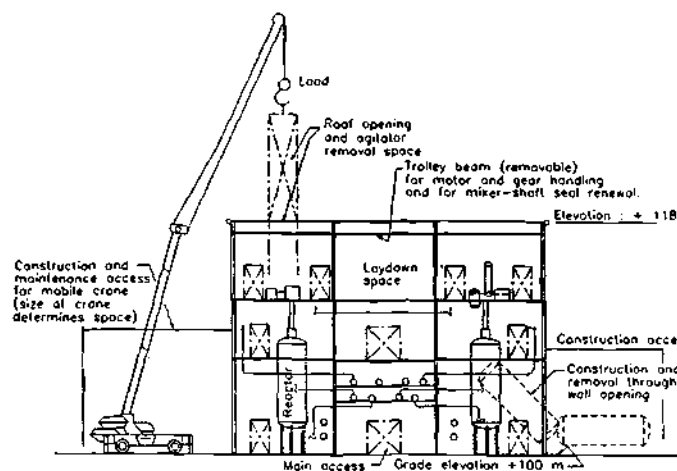 Load
Roof opening
and agitator
removal space
Trolley beam (removable)
for motor and gear handling
and for mixer-shaft seal renewal.
Elevation : + 118
Construction and
maintenance access
for mobile crane
(size of crane
determines space)
Laydown
space
Construction acce
Construction and
removal through
wall opening
Reactor
Main access
Grade elevation +100 m